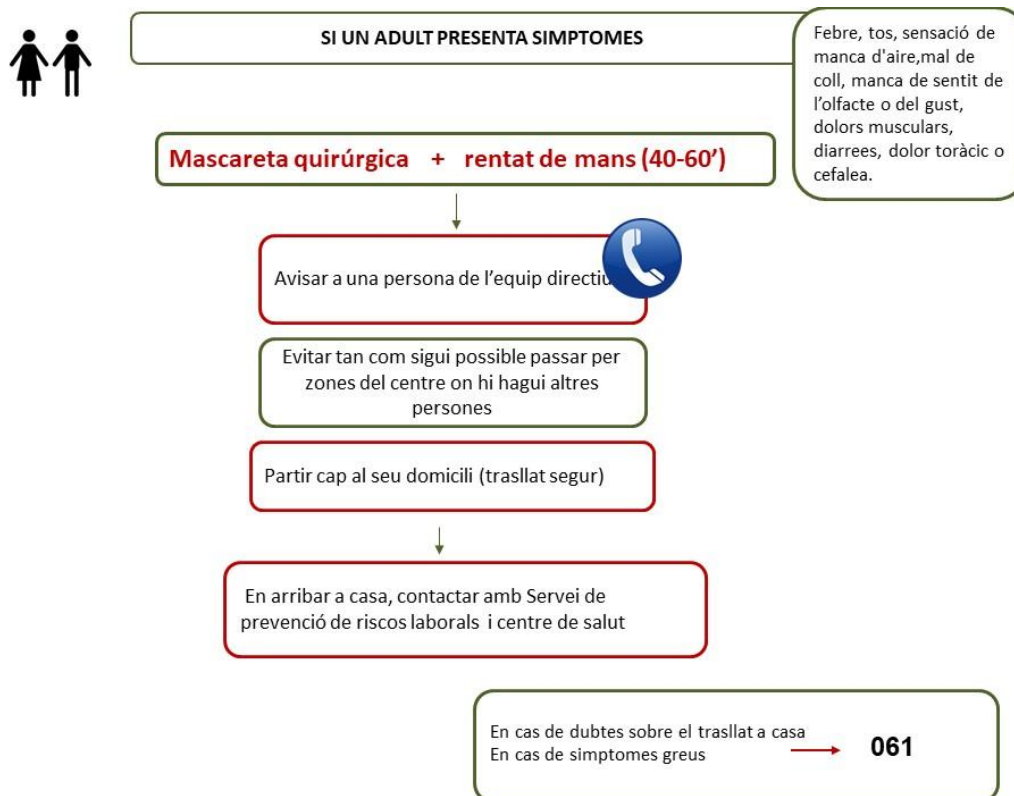 SI UN ADULT PRESENTA SIMPTOMES
Febre, tos, sensació de
manca d'aire,mal de
coll, manca de sentit de
l'olfacte o del gust,
dolors musculars,
diarrees, dolor toràcic o
cefalea.
Mascareta quirúrgica + rentat de mans (40-60’)
Avisar a una persona de l’equip directiu
Evitar tan com sigui possible passar per
zones del centre on hi hagui altres
persones
Partir cap al seu domicili (trasllat segur)
En arribar a casa, contactar amb Servei de
prevenció de riscos laborals i centre de salut
En cas de dubtes sobre el trasllat a casa
En cas de simptomes greus 061